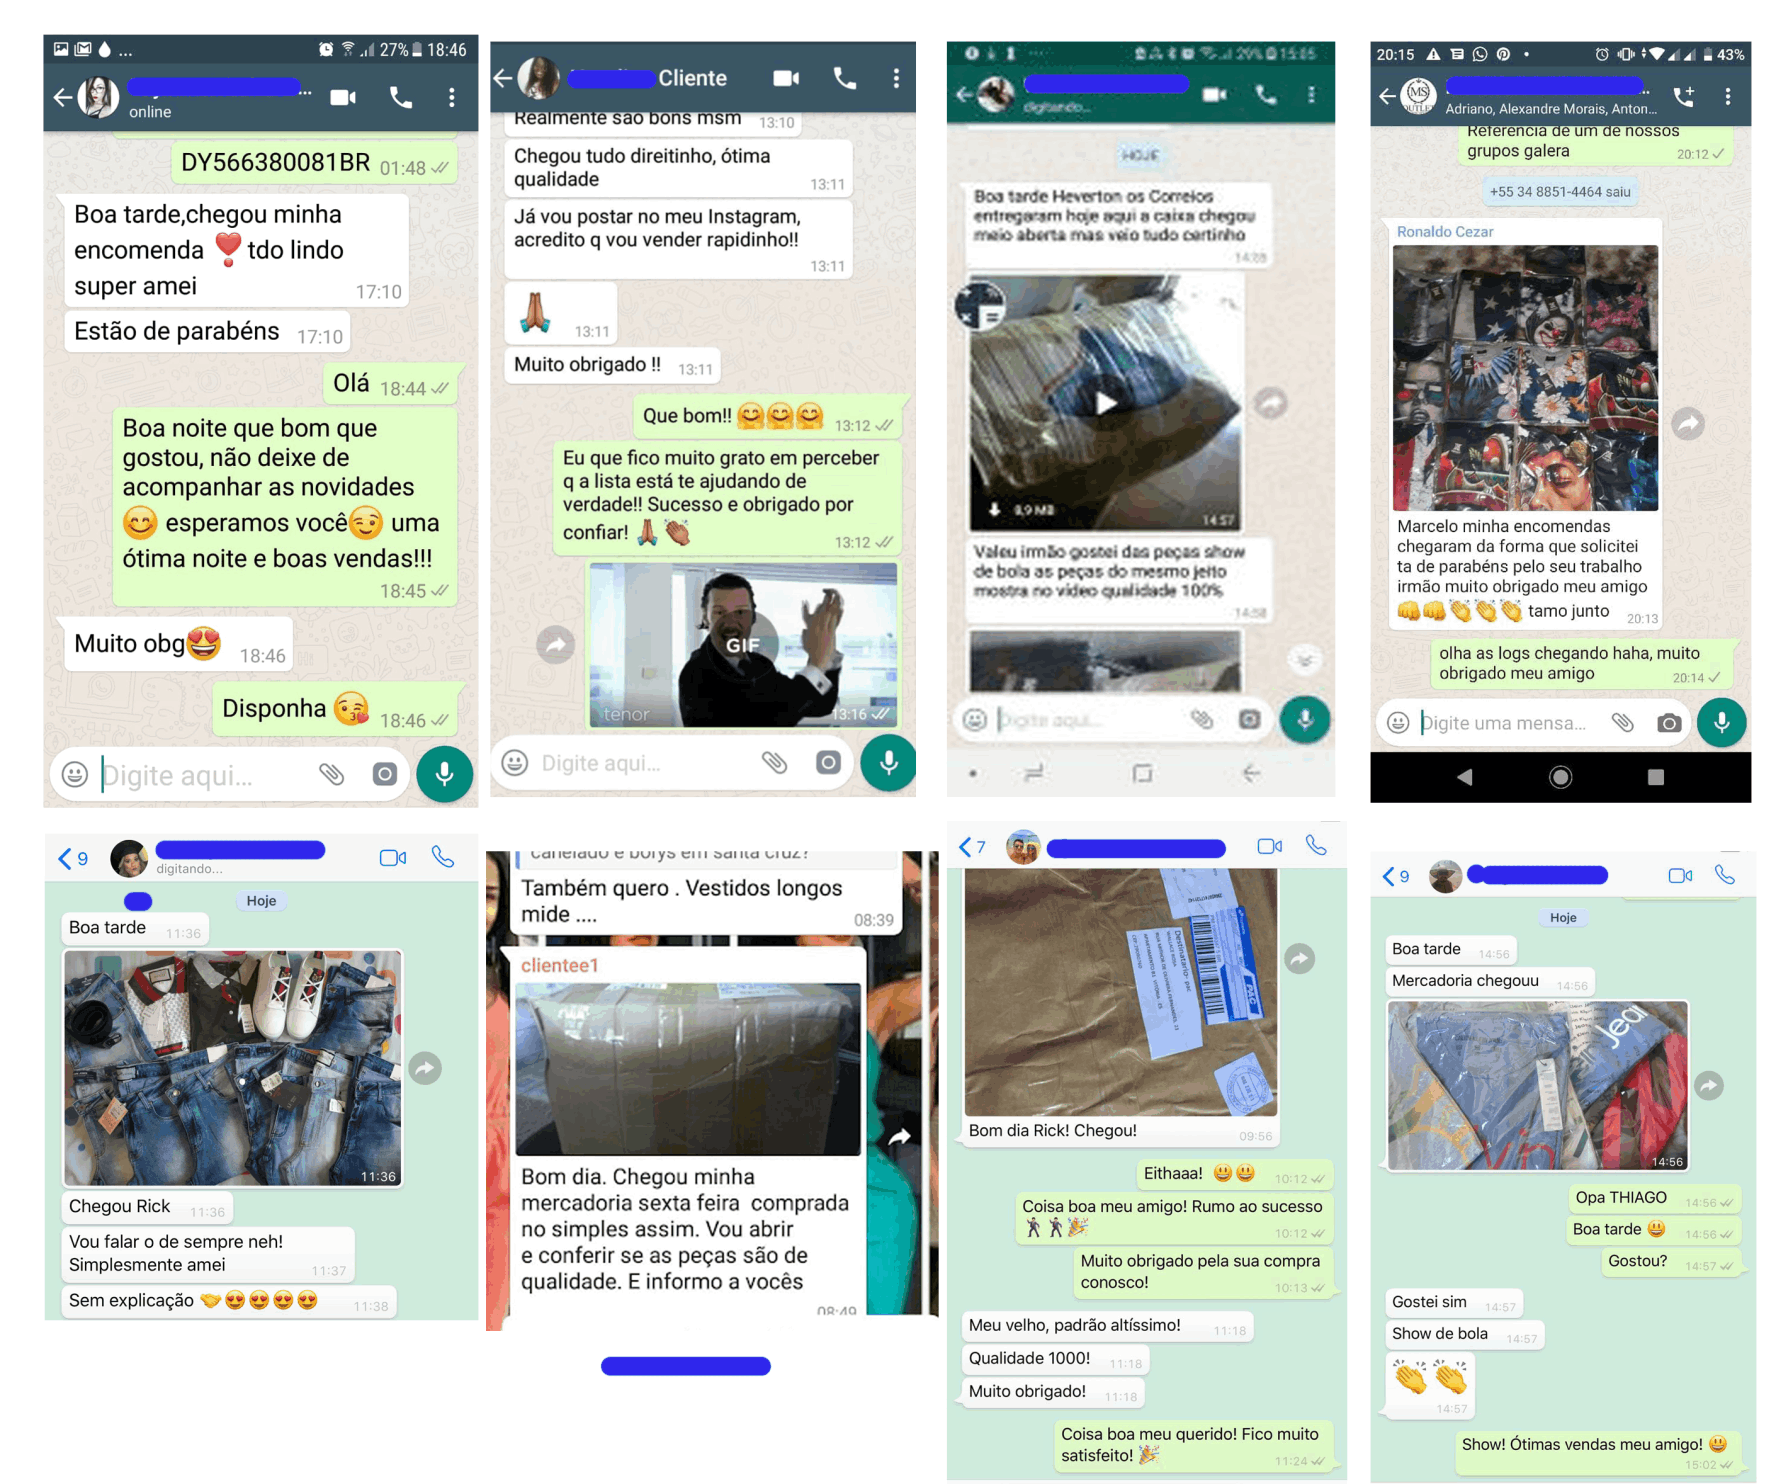 ... 27% 18:46
online
DY566380081BR 01:48
Boa tarde,chegou minha
encomenda ❣️tdo lindo
super amei 17:10
Estão de parabéns 17:10
Olá 18:44
Boa noite que bom que
gostou, não deixe de
acompanhar as novidades
😊 esperamos você😉 uma
ótima noite e boas vendas!!!
18:45
Muito obg😍 18:46
Disponha 😘 18:46
Digite aqui...
Cliente
Realmente são bons msm 13:10
Chegou tudo direitinho, ótima
qualidade 13:11
Já vou postar no meu Instagram,
acredito q vou vender rapidinho!!
13:11
🙏🏽 13:11
Muito obrigado !! 13:11
Que bom!! 🤗🤗🤗 13:12
Eu que fico muito grato em perceber
q a lista está te ajudando de
verdade!! Sucesso e obrigado por
confiar! 🙏🏽👏🏽 13:12
GIF
tenor 13:16
Digite aqui...
digitando...
HOJE
Boa tarde Heverton os Correios
entregaram hoje aqui a caixa chegou
meio aberta mas veio tudo certinho
14:28
8,9 MB 14:57
Valeu irmão gostei das peças show
de bola as peças do mesmo jeito
mostra no vídeo qualidade 100%
14:58
Digite aqui...
20:15 43%
MS
OUTLET
Adriano, Alexandre Morais, Anton...
Referencia de um de nossos
grupos galera 20:12
+55 34 8851-4464 saiu
Ronaldo Cezar
Marcelo minha encomendas
chegaram da forma que solicitei
ta de parabéns pelo seu trabalho
irmão muito obrigado meu amigo
👊👊👏👏👏 tamo junto 20:13
olha as logs chegando haha, muito
obrigado meu amigo 20:14
Digite uma mensa...
9
digitando...
Hoje
Boa tarde 11:36
11:36
Chegou Rick 11:36
Vou falar o de sempre neh!
Simplesmente amei 11:37
Sem explicação 🤝😍😍😍😍 11:38
canelado e borys em santa cruz?
Também quero . Vestidos longos
mide .... 08:39
clientee1
Bom dia. Chegou minha
mercadoria sexta feira comprada
no simples assim. Vou abrir
e conferir se as peças são de
qualidade. E informo a vocês
08:49
7
Destinatario
PAC
Bom dia Rick! Chegou! 09:56
Eithaaa! 😃😃 10:12
Coisa boa meu amigo! Rumo ao sucesso
🕺🕺🎉 10:12
Muito obrigado pela sua compra
conosco! 10:13
Meu velho, padrão altíssimo! 11:18
Qualidade 1000! 11:18
Muito obrigado! 11:18
Coisa boa meu querido! Fico muito
satisfeito! 🎉 11:24
9
Hoje
Boa tarde 14:56
Mercadoria chegouu 14:56
Jea
14:56
Opa THIAGO 14:56
Boa tarde 😃 14:56
Gostou? 14:57
Gostei sim 14:57
Show de bola 14:57
👏👏
14:57
Show! Ótimas vendas meu amigo! 😃
15:02